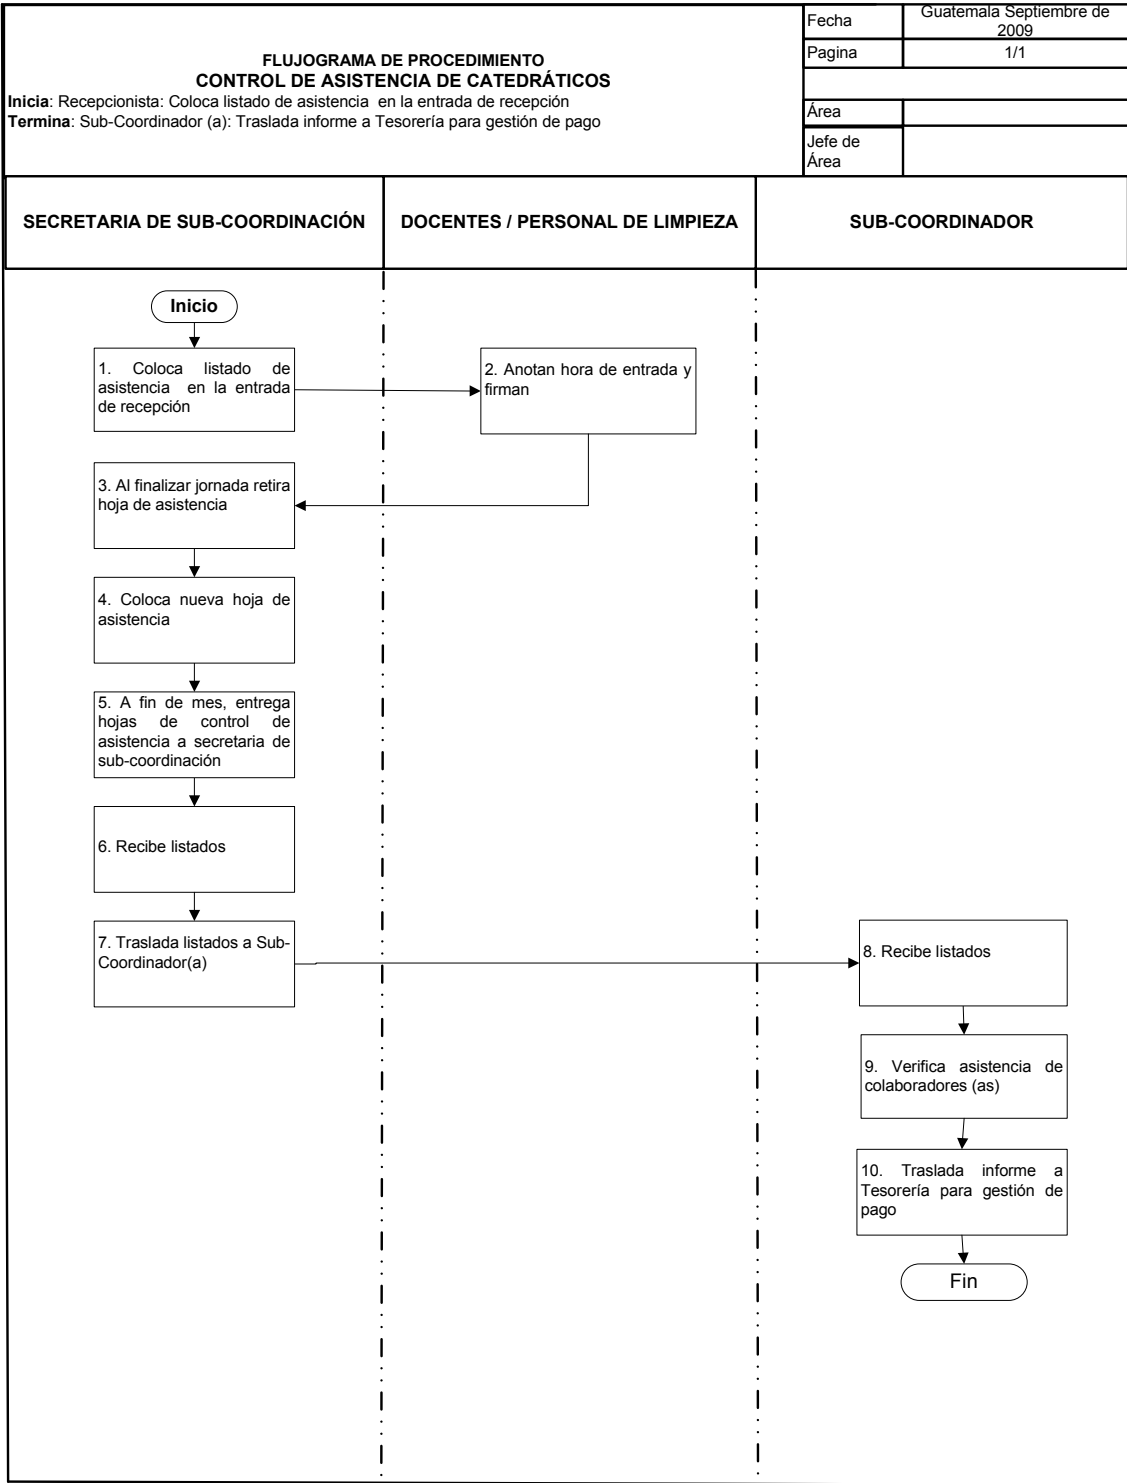 FLUJOGRAMA DE PROCEDIMIENTO
CONTROL DE ASISTENCIA DE CATEDRÁTICOS
Inicia: Recepcionista: Coloca listado de asistencia en la entrada de recepción
Termina: Sub-Coordinador (a): Traslada informe a Tesorería para gestión de pago
Fecha
Guatemala Septiembre de
2009
Pagina
1/1
Área
Jefe de
Área
SECRETARIA DE SUB-COORDINACIÓN
DOCENTES / PERSONAL DE LIMPIEZA
SUB-COORDINADOR
Inicio
1. Coloca listado de
asistencia en la entrada
de recepción
2. Anotan hora de entrada y
firman
3. Al finalizar jornada retira
hoja de asistencia
4. Coloca nueva hoja de
asistencia
5. A fin de mes, entrega
hojas de control de
asistencia a secretaria de
sub-coordinación
6. Recibe listados
7. Traslada listados a Sub-
Coordinador(a)
8. Recibe listados
9. Verifica asistencia de
colaboradores (as)
10. Traslada informe a
Tesorería para gestión de
pago
Fin